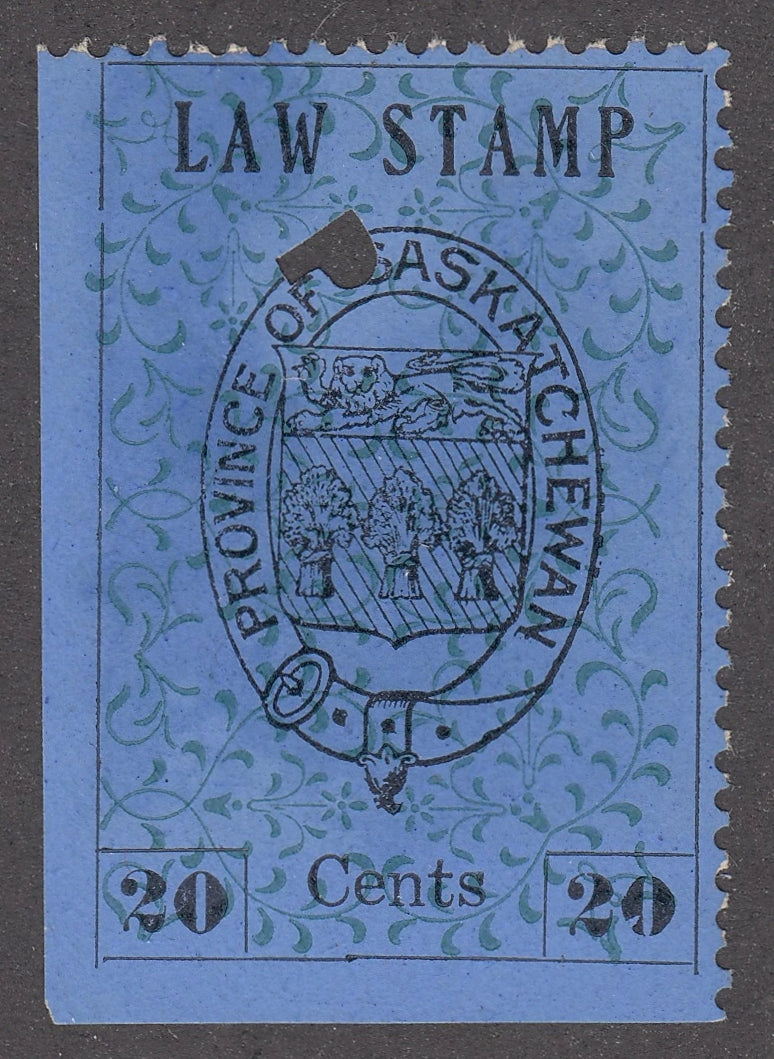 LAW STAMP
PROVINCE OF SASKATCHEWAN
20 Cents 20